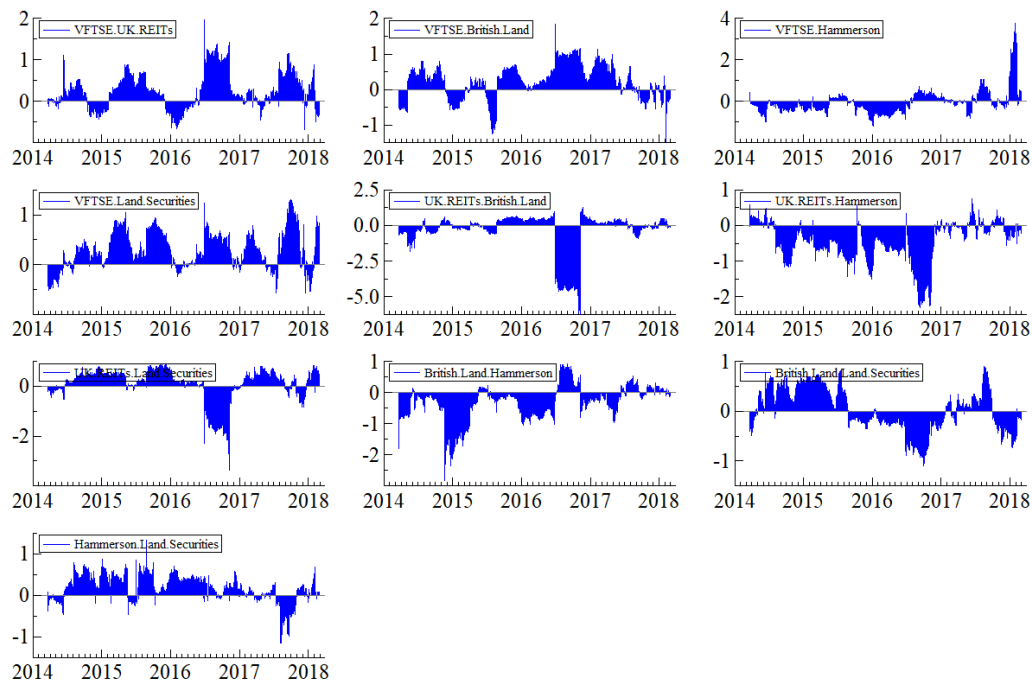 VFTSE.UK.REITs
2
1
0
2014 2015 2016 2017 2018
VFTSE.British.Land
2
1
0
-1
2014 2015 2016 2017 2018
VFTSE.Hammerson
4
2
0
2014 2015 2016 2017 2018
VFTSE.Land.Securities
1
0
2014 2015 2016 2017 2018
UK.REITs.British.Land
2.5
0.0
-2.5
-5.0
2014 2015 2016 2017 2018
UK.REITs.Hammerson
1
0
-1
-2
2014 2015 2016 2017 2018
UK.REITs.Land.Securities
0
-2
2014 2015 2016 2017 2018
British.Land.Hammerson
1
0
-1
-2
2014 2015 2016 2017 2018
British.Land.Land.Securities
1
0
-1
2014 2015 2016 2017 2018
Hammerson.Land.Securities
1
0
-1
2014 2015 2016 2017 2018